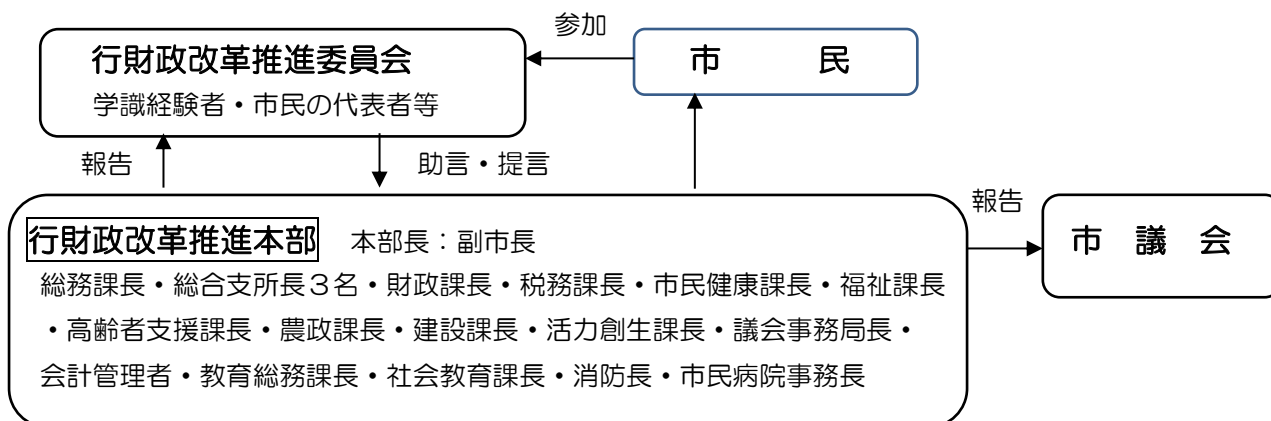 参加
行財政改革推進委員会
学識経験者・市民の代表者等
市　　民
報告
助言・提言
報告
行財政改革推進本部　本部長：副市長
総務課長・総合支所長３名・財政課長・税務課長・市民健康課長・福祉課長
・高齢者支援課長・農政課長・建設課長・活力創生課長・議会事務局長・
会計管理者・教育総務課長・社会教育課長・消防長・市民病院事務長
市　議　会